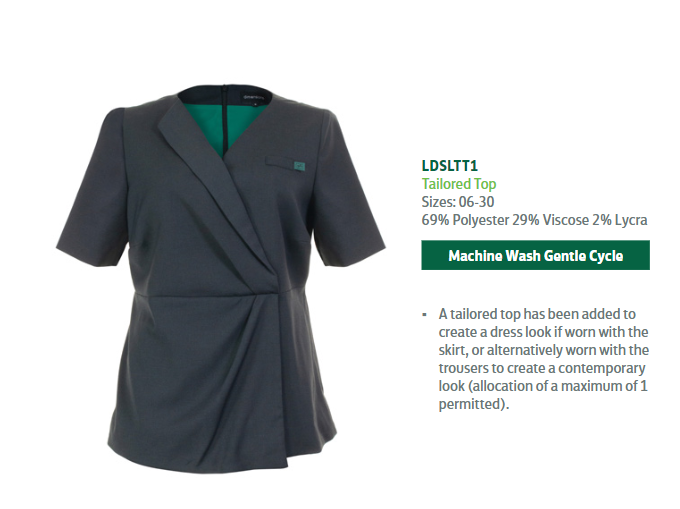 LDSLTT1
Tailored Top
Sizes: 06-30
69% Polyester 29% Viscose 2% Lycra
Machine Wash Gentle Cycle
▪ A tailored top has been added to
create a dress look if worn with the
skirt, or alternatively worn with the
trousers to create a contemporary
look (allocation of a maximum of 1
permitted).